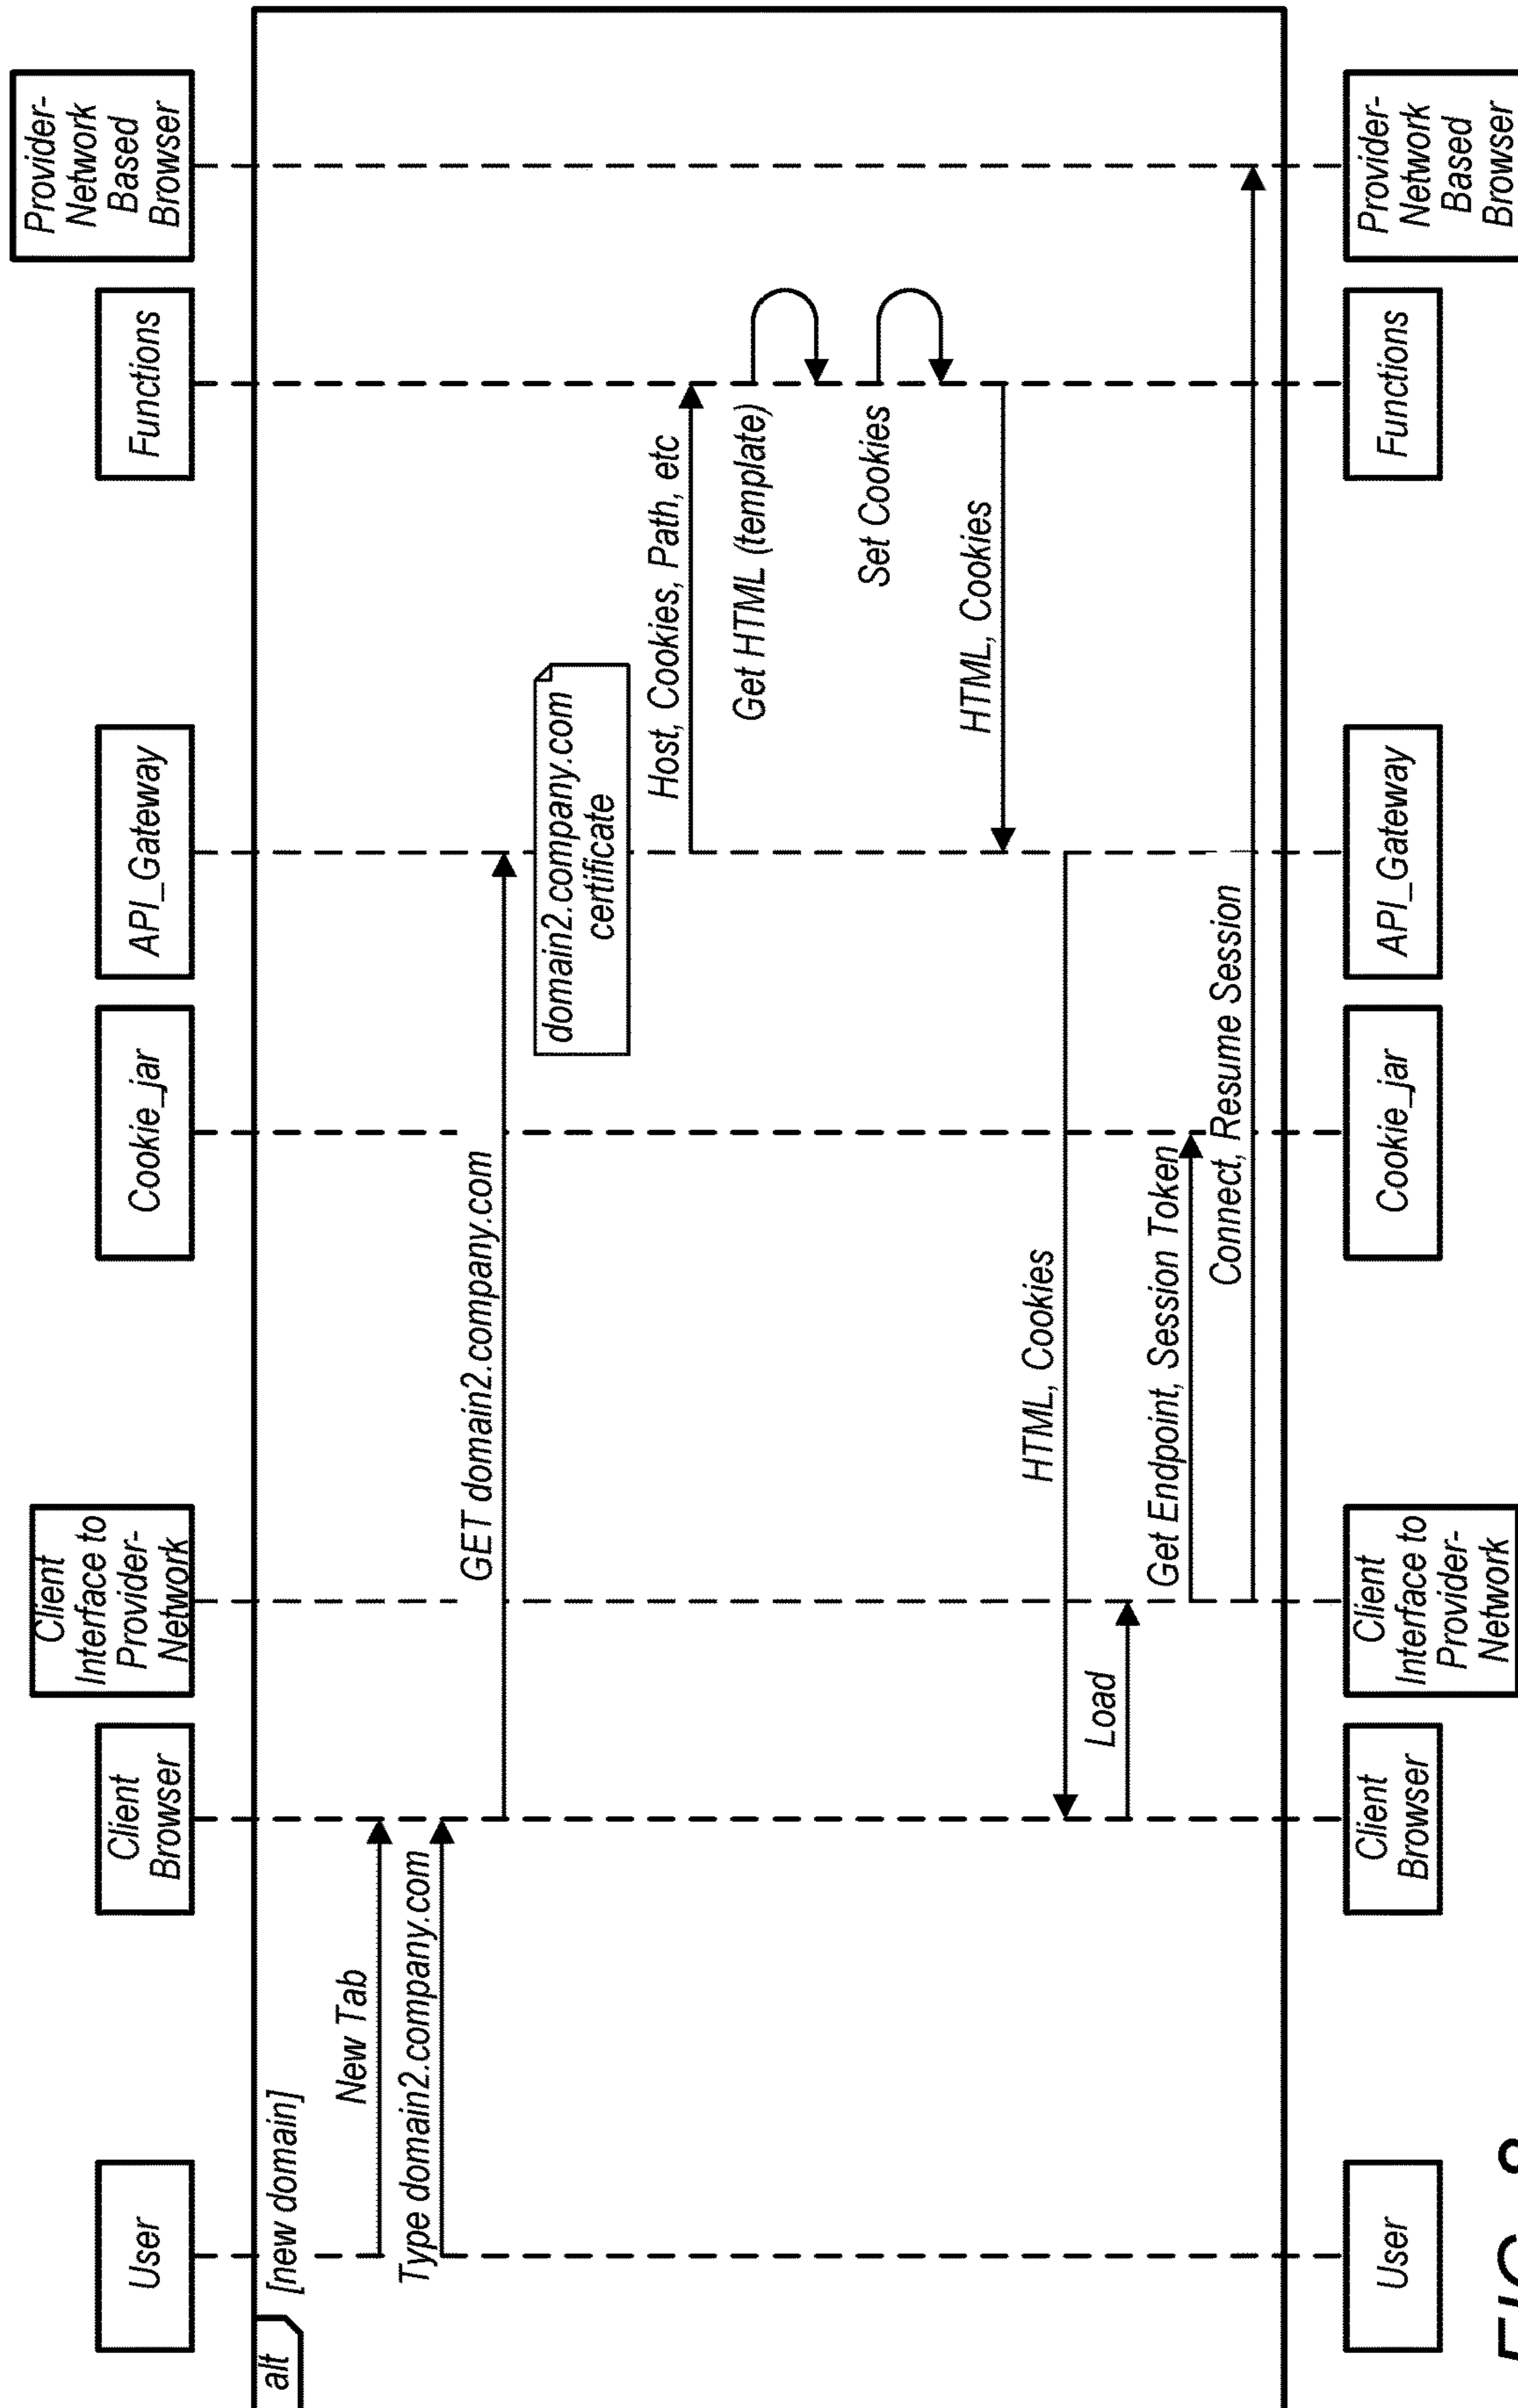 User
Client
Browser
Client
Interface to
Provider-
Network
Cookie_jar
API_Gateway
Functions
Provider-
Network
Based
Browser
alt
[new domain]
New Tab
Type domain2.company.com
GET domain2.company.com
domain2.company.com
certificate
Host, Cookies, Path, etc
Get HTML (template)
Set Cookies
HTML, Cookies
HTML, Cookies
Load
Get Endpoint, Session Token
Connect, Resume Session
User
Client
Browser
Client
Interface to
Provider-
Network
Cookie_jar
API_Gateway
Functions
Provider-
Network
Based
Browser